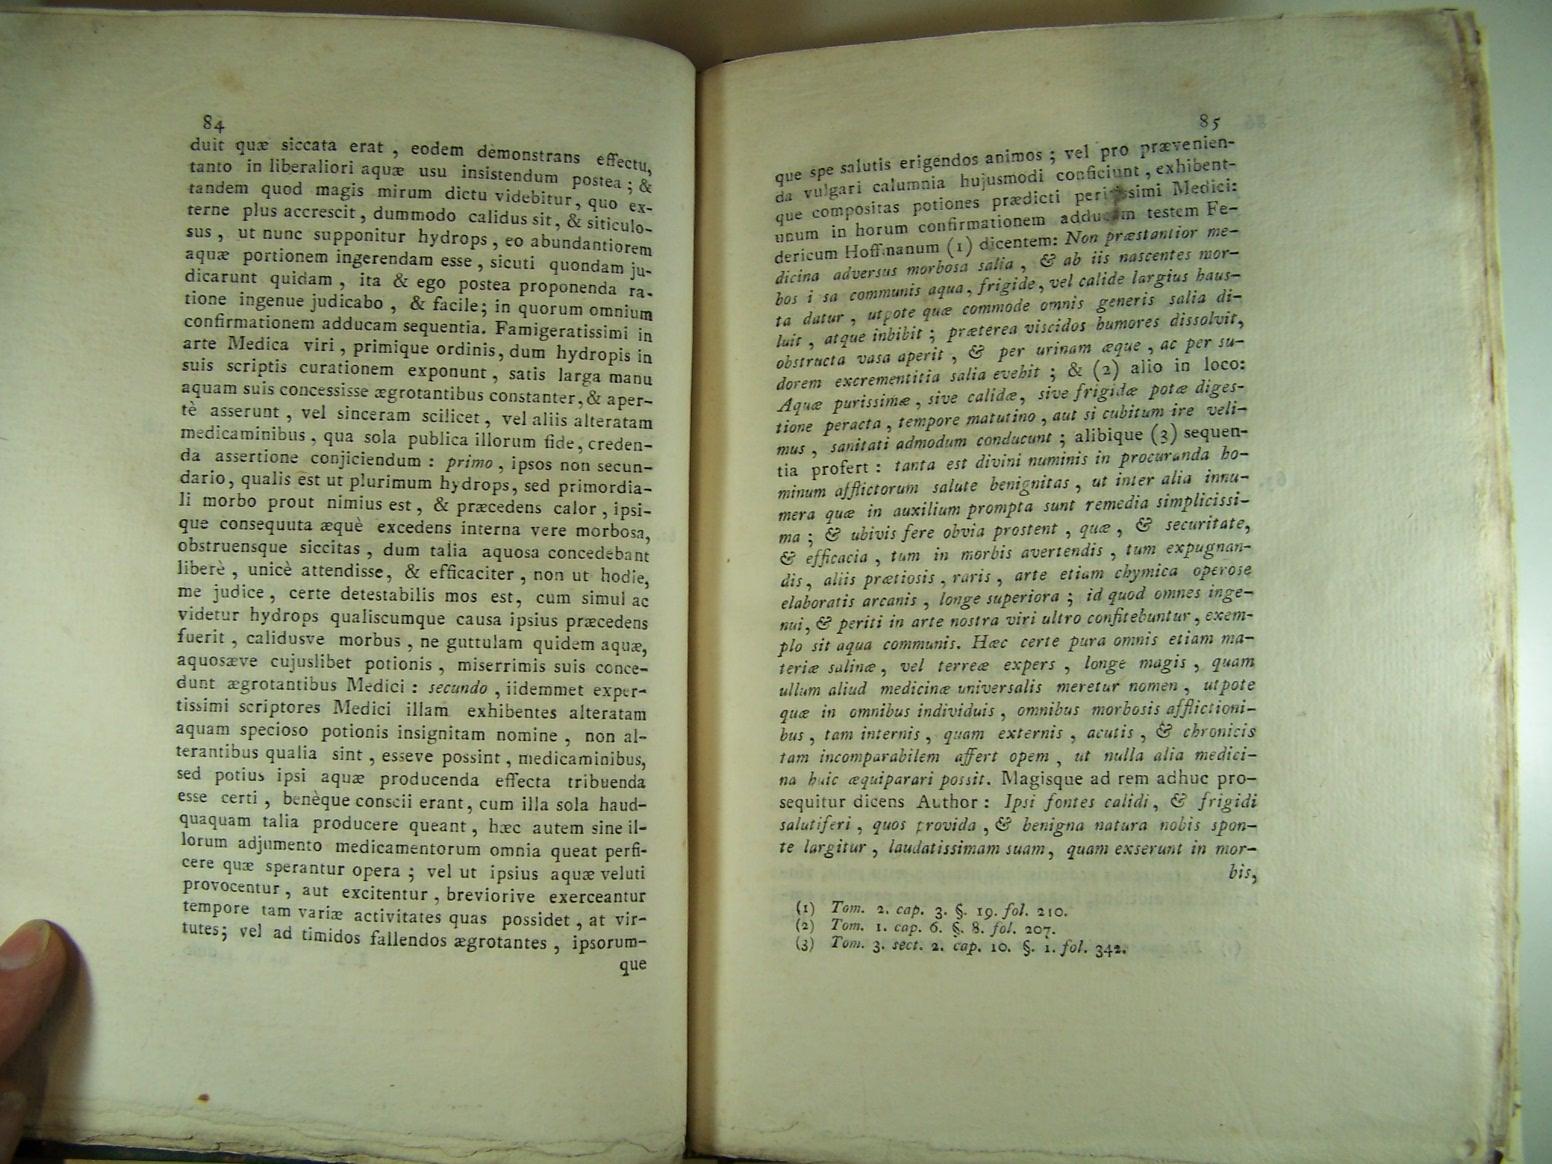 84
duit quæ siccata erat , eodem demonstrans effectu,
tanto in liberaliori aquæ usu insistendum postea ; &
tandem quod magis mirum dictu videbitur, quo ex-
terne plus accrescit, dummodo calidus sit, & siticulo-
sus, ut nunc supponitur hydrops, eo abundantiorem
aquæ portionem ingerendam esse, sicuti quondam ju-
dicarunt quidam , ita & ego postea proponenda ra-
tione ingenue judicabo , & facile; in quorum omnium
confirmationem adducam sequentia. Famigeratissimi in
arte Medica viri, primique ordinis, dum hydropis in
suis scriptis curationem exponunt, satis larga manu
aquam suis concessisse ægrotantibus constanter, & aper-
tè asserunt, vel sinceram scilicet, vel aliis alteratam
medicaminibus, qua sola publica illorum fide, creden-
da assertione conjiciendum : primo, ipsos non secun-
dario, qualis est ut plurimum hydrops, sed primordia-
li morbo prout nimius est, & præcedens calor, ipsi-
que consequuta æquè excedens interna vere morbosa,
obstruensque siccitas, dum talia aquosa concedebant
liberè, unicè attendisse, & efficaciter, non ut hodie,
me judice, certe detestabilis mos est, cum simul ac
videtur hydrops qualiscumque causa ipsius præcedens
fuerit, calidusve morbus, ne guttulam quidem aquæ,
aquosæve cujuslibet potionis, miserrimis suis conce-
dunt ægrotantibus Medici : secundo, iidemmet exper-
tissimi scriptores Medici illam exhibentes alteratam
aquam specioso potionis insignitam nomine, non al-
terantibus qualia sint, esseve possint, medicaminibus,
sed potius ipsi aquæ producenda effecta tribuenda
esse certi, benèque conscii erant, cum illa sola haud-
quaquam talia producere queant, hæc autem sine il-
lorum adjumento medicamentorum omnia queat perfi-
cere quæ sperantur opera ; vel ut ipsius aquæ veluti
provocentur, aut excitentur, breviorive exerceantur
tempore tam variæ activitates quas possidet, at vir-
tutes; vel ad timidos fallendos ægrotantes, ipsorum-
que
85
que spe salutis erigendos animos ; vel pro prævenien-
da vulgari calumnia hujusmodi conficiunt, exhibent-
que compositas potiones prædicti peritissimi Medici:
unum in horum confirmationem adducam testem Fe-
dericum Hoffmanum (1) dicentem: Non præstantior me-
dicina adversus morbosa salia, & ab iis nascentes mor-
bos i sa communis aqua, frigide, vel calide largius haus-
ta datur, utpote quæ commode omnis generis salia di-
luit, atque inhibit; præterea viscidos humores dissolvit,
obstructa vasa aperit, & per urinam æque, ac per su-
dorem excrementitia salia evehit ; & (2) alio in loco:
Aquæ purissimæ, sive calidæ, sive frigidæ potæ diges-
tione peracta, tempore matutino, aut si cubitum ire veli-
mus, sanitati admodum conducunt ; alibique (3) sequen-
tia profert : tanta est divini numinis in procuranda ho-
minum afflictorum salute benignitas, ut inter alia innu-
mera quæ in auxilium prompta sunt remedia simplicissi-
ma ; & ubivis fere obvia prostent, quæ, & securitate,
& efficacia, tum in morbis avertendis, tum expugnan-
dis, aliis prætiosis, raris, arte etiam chymica operose
elaboratis arcanis, longe superiora ; id quod omnes inge-
nui, & periti in arte nostra viri ultro confitebuntur, exem-
plo sit aqua communis. Hæc certe pura omnis etiam ma-
teriæ salinæ, vel terreæ expers, longe magis, quam
ullum aliud medicinæ universalis meretur nomen, utpote
quæ in omnibus individuis, omnibus morbosis afflictioni-
bus, tam internis, quam externis, acutis, & chronicis
tam incomparabilem affert opem, ut nulla alia medici-
na huic æquiparari possit. Magisque ad rem adhuc pro-
sequitur dicens Author : Ipsi fontes calidi, & frigidi
salutiferi, quos provida, & benigna natura nobis spon-
te largitur, laudatissimam suam, quam exserunt in mor-
bis,
(1) Tom. 2. cap. 3. §. 19. fol. 210.
(2) Tom. 1. cap. 6. §. 8. fol. 207.
(3) Tom. 3. sect. 2. cap. 10. §. 1. fol. 342.